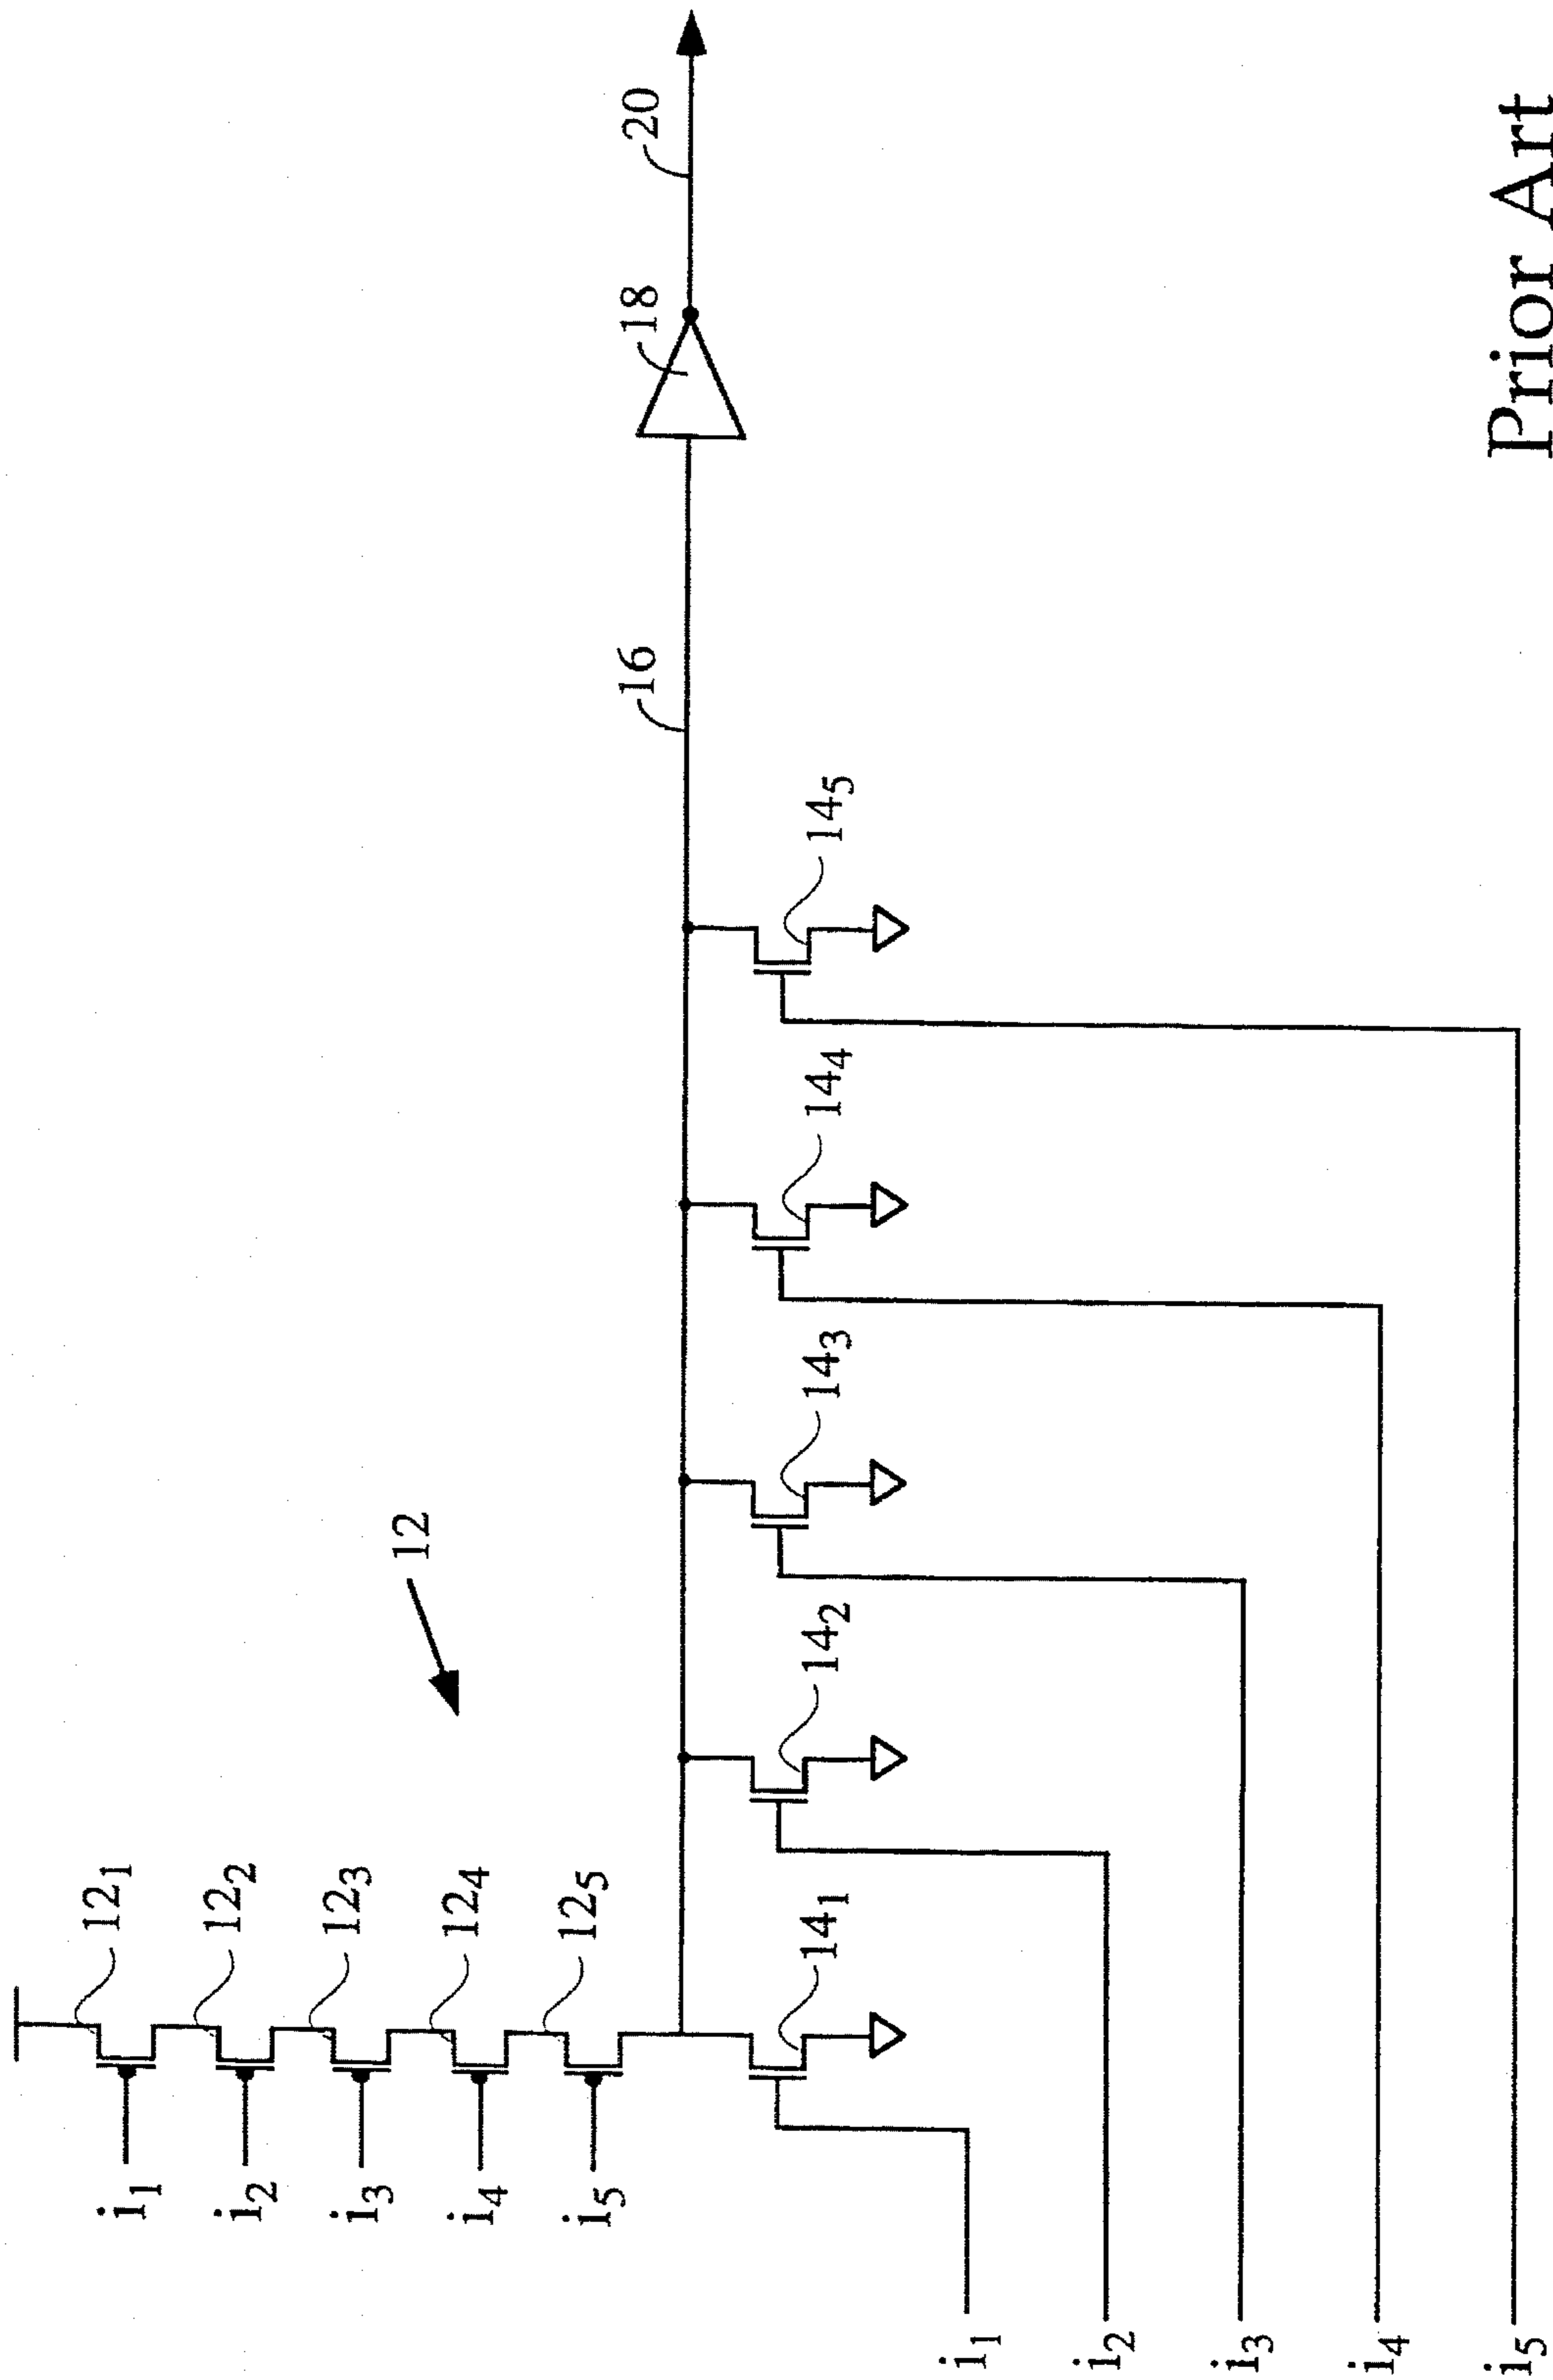 12₁
12₂
12₃
12₄
12₅
i₁
i₂
i₃
i₄
i₅
12
16
18
20
14₁
14₂
14₃
14₄
14₅
i₁
i₂
i₃
i₄
i₅
Prior Art